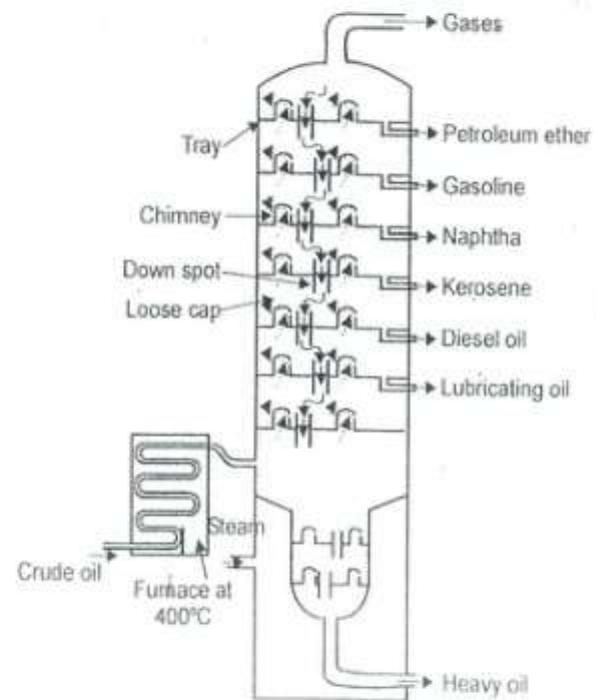 Gases
Petroleum ether
Tray
Gasoline
Chimney
Naphtha
Down spot
Kerosene
Loose cap
Diesel oil
Lubricating oil
Steam
Crude oil
Furnace at
400°C
Heavy oil